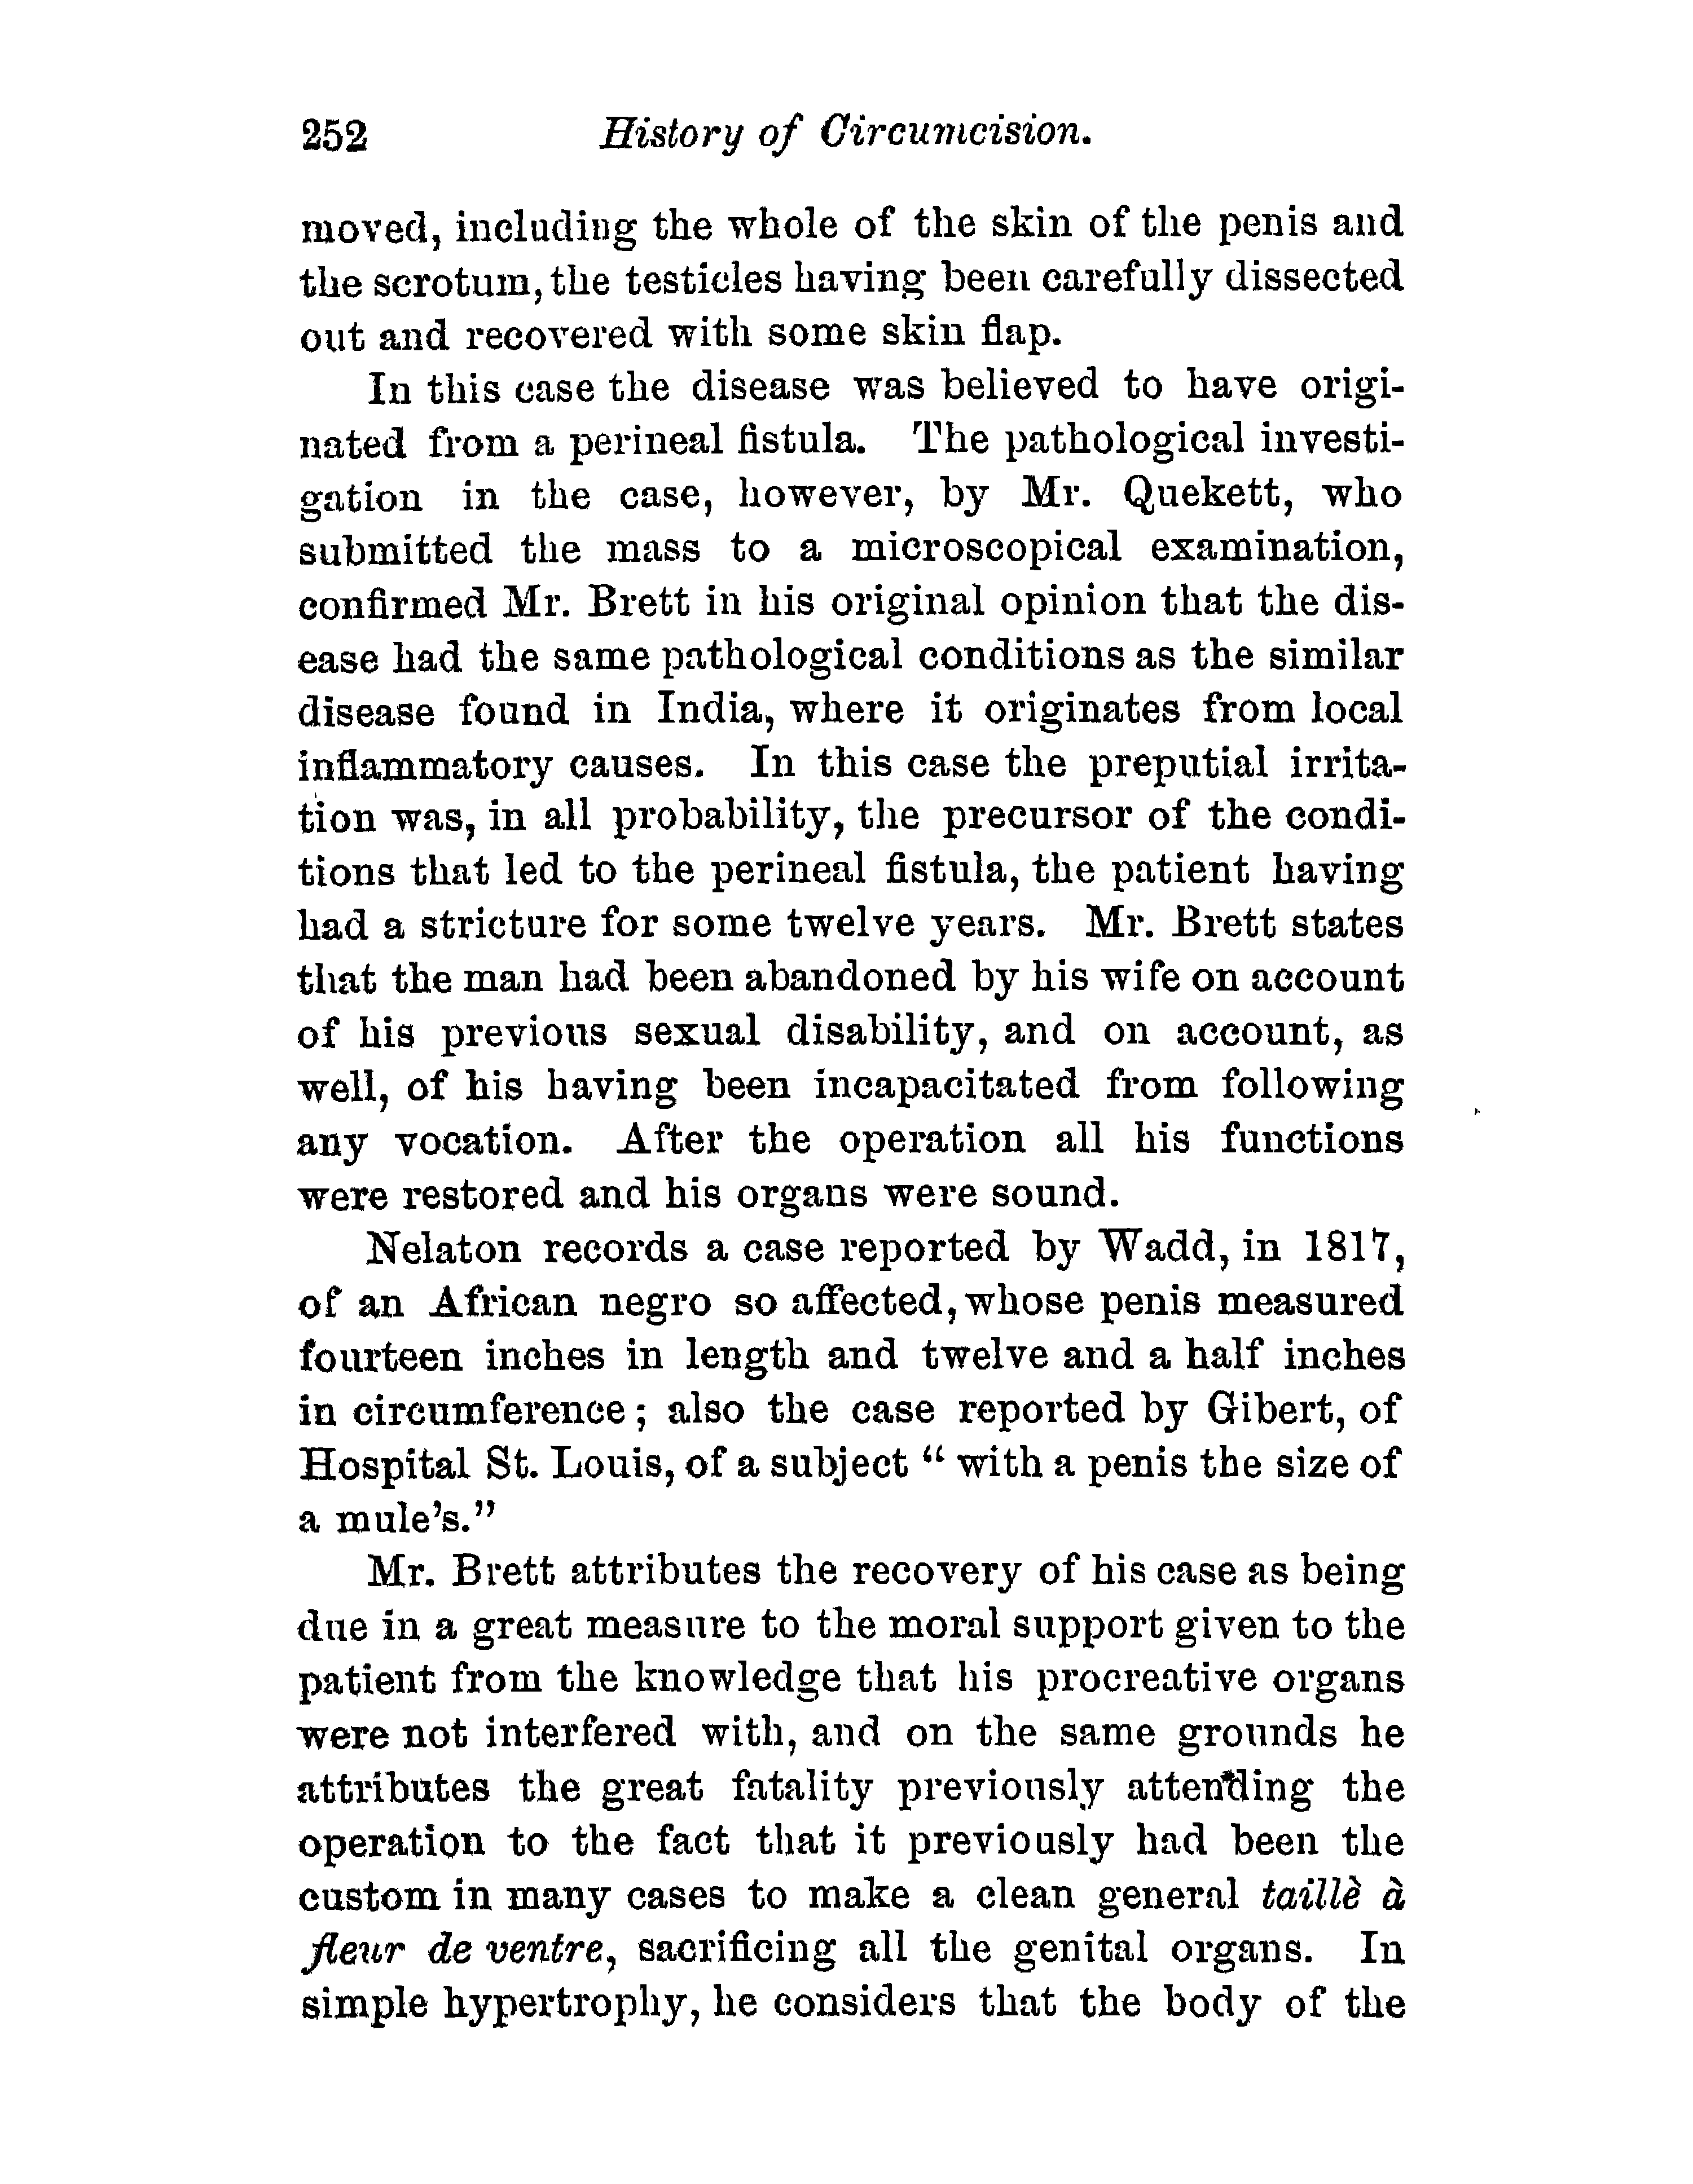 252 History of Circumcision.
moved, including the whole of the skin of the penis and
the scrotum, the testicles having been carefully dissected
out and recovered with some skin flap.
In this case the disease was believed to have origi-
nated from a perineal fistula. The pathological investi-
gation in the case, however, by Mr. Quekett, who
submitted the mass to a microscopical examination,
confirmed Mr. Brett in his original opinion that the dis-
ease had the same pathological conditions as the similar
disease found in India, where it originates from local
inflammatory causes. In this case the preputial irrita-
tion was, in all probability, the precursor of the condi-
tions that led to the perineal fistula, the patient having
had a stricture for some twelve years. Mr. Brett states
that the man had been abandoned by his wife on account
of his previous sexual disability, and on account, as
well, of his having been incapacitated from following
any vocation. After the operation all his functions
were restored and his organs were sound.
Nelaton records a case reported by Wadd, in 1817,
of an African negro so affected, whose penis measured
fourteen inches in length and twelve and a half inches
in circumference; also the case reported by Gibert, of
Hospital St. Louis, of a subject “ with a penis the size of
a mule’s.”
Mr. Brett attributes the recovery of his case as being
due in a great measure to the moral support given to the
patient from the knowledge that his procreative organs
were not interfered with, and on the same grounds he
attributes the great fatality previously attending the
operation to the fact that it previously had been the
custom in many cases to make a clean general taillè à
fleur de ventre, sacrificing all the genital organs. In
simple hypertrophy, he considers that the body of the